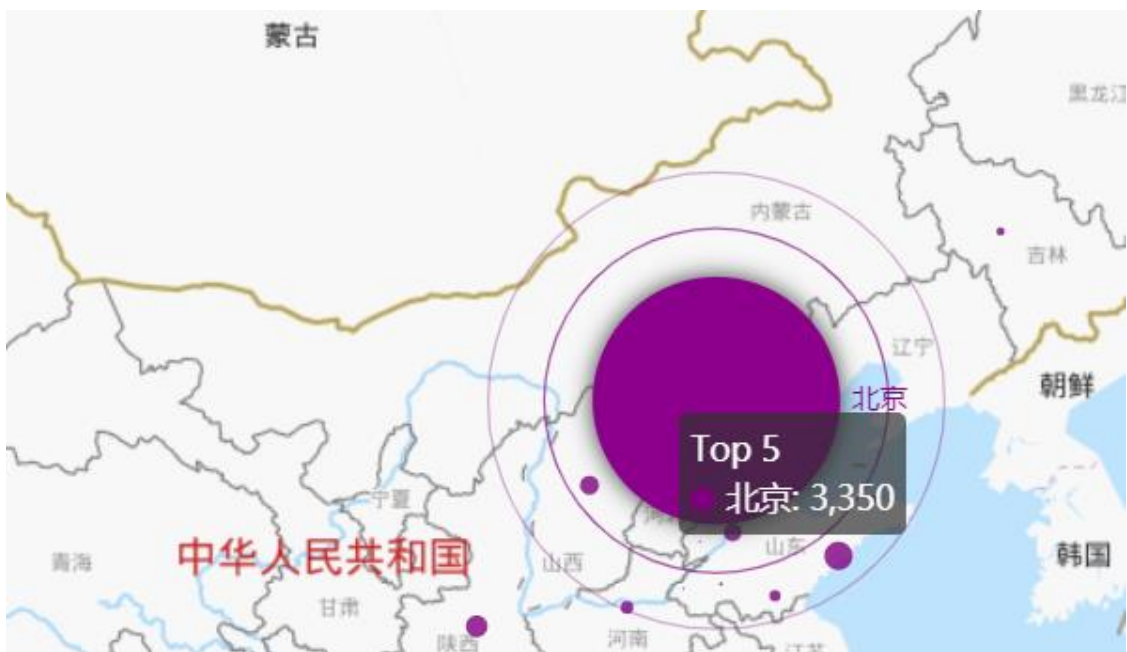 蒙古
黑龙江
内蒙古
吉林
辽宁
朝鲜
北京
Top 5
北京: 3,350
宁夏
山东
中华人民共和国
青海
山西
韩国
甘肃
陕西
河南
江苏